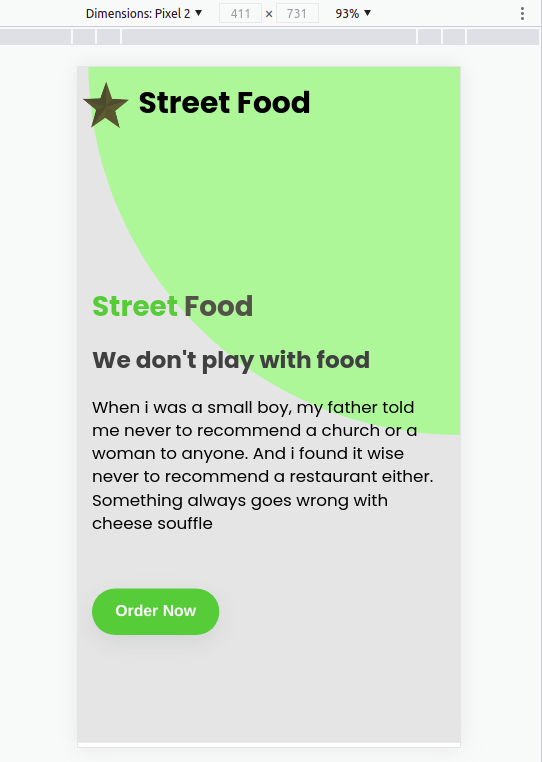 Dimensions: Pixel 2 411 × 731 93%
Street Food
Street Food
We don't play with food
When i was a small boy, my father told
me never to recommend a church or a
woman to anyone. And i found it wise
never to recommend a restaurant either.
Something always goes wrong with
cheese souffle
Order Now